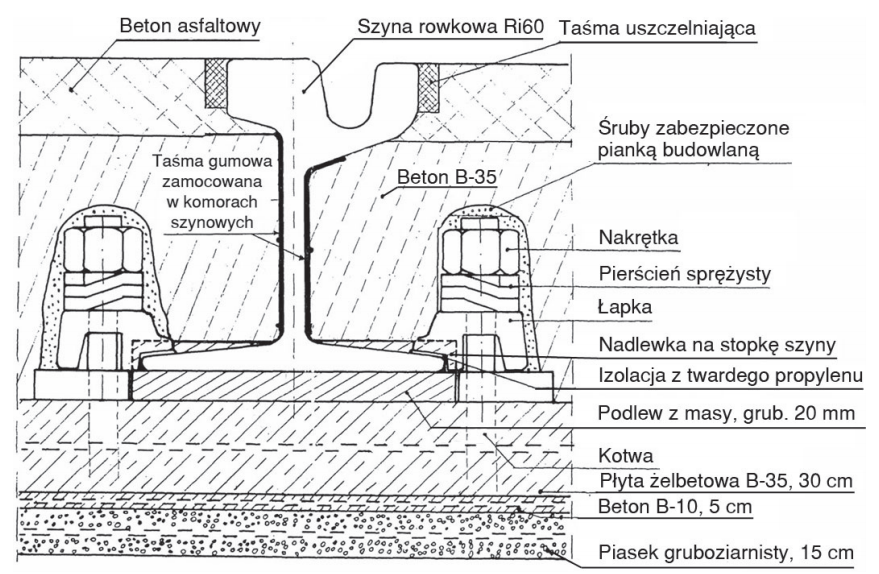 Beton asfaltowy
Szyna rowkowa Ri60
Taśma uszczelniająca
Śruby zabezpieczone
pianką budowlaną
Taśma gumowa
zamocowana
w komorach
szynowych
Beton B-35
Nakrętka
Pierścień sprężysty
Łapka
Nadlewka na stopkę szyny
Izolacja z twardego propylenu
Podlew z masy, grub. 20 mm
Kotwa
Płyta żelbetowa B-35, 30 cm
Beton B-10, 5 cm
Piasek gruboziarnisty, 15 cm